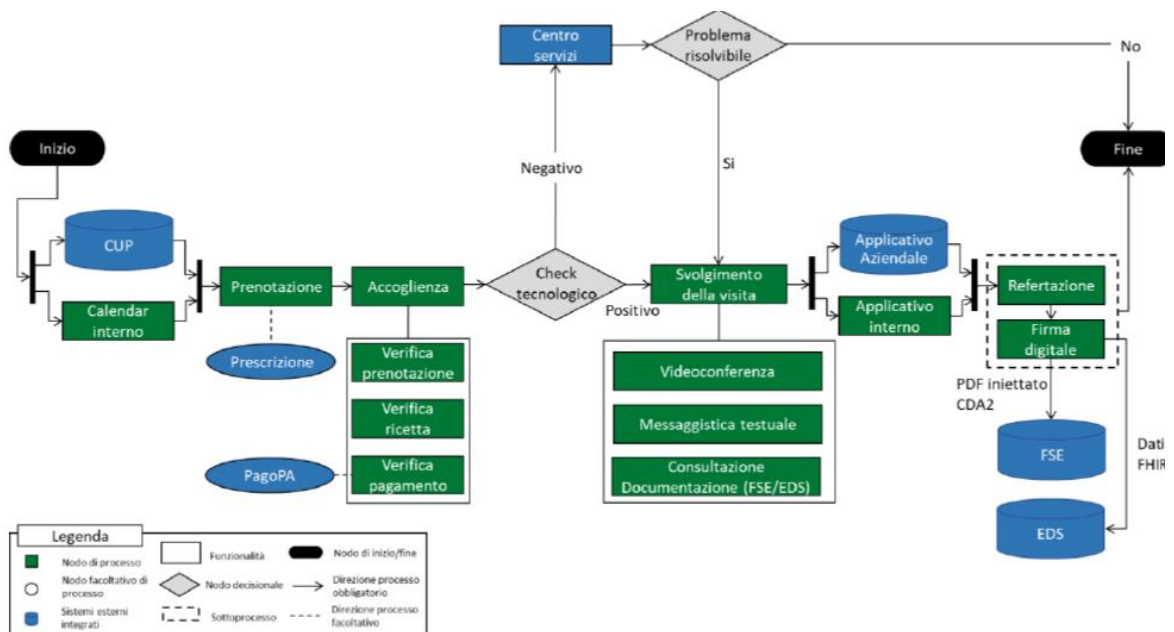 Centro
servizi
Problema
risolvibile
No
Inizio
Fine
Negativo
Si
CUP
Calendar
interno
Prenotazione
Accoglienza
Check
tecnologico
Positivo
Svolgimento
della visita
Applicativo
Aziendale
Applicativo
interno
Refertazione
Firma
digitale
Prescrizione
Verifica
prenotazione
Verifica
ricetta
PagoPA
Verifica
pagamento
Videoconferenza
Messaggistica testuale
Consultazione
Documentazione (FSE/EDS)
PDF iniettato
CDA2
Dati
FHIR
FSE
EDS
Legenda
Nodo di processo
Nodo facoltativo di
processo
Sistemi esterni
integrati
Funzionalità
Nodo decisionale
Sottoprocesso
Nodo di inizio/fine
Direzione processo
obbligatorio
Direzione processo
facoltativo